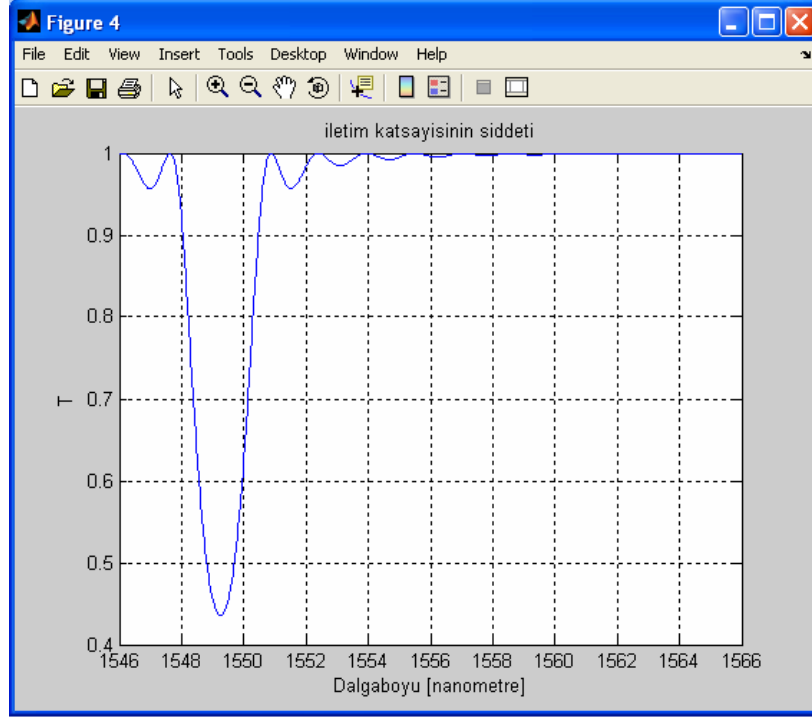 Figure 4
File Edit View Insert Tools Desktop Window Help
iletim katsayisinin siddeti
1
0.9
0.8
0.7
0.6
0.5
0.4
T
1546 1548 1550 1552 1554 1556 1558 1560 1562 1564 1566
Dalgaboyu [nanometre]